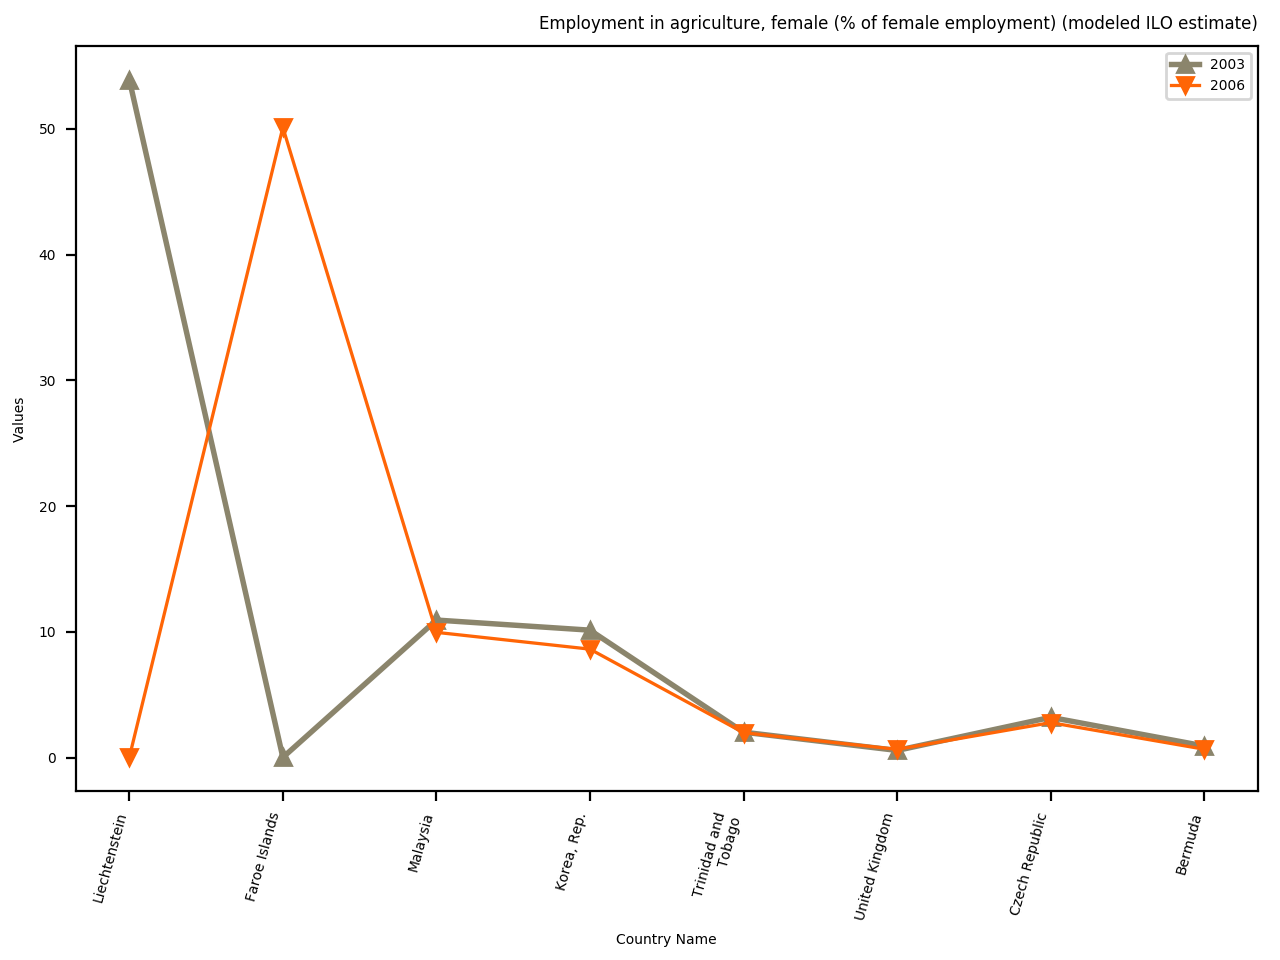 Employment in agriculture, female (% of female employment) (modeled ILO estimate)
2003
2006
Values
50
40
30
20
10
0
Liechtenstein
Faroe Islands
Malaysia
Korea, Rep.
Trinidad and
Tobago
United Kingdom
Czech Republic
Bermuda
Country Name